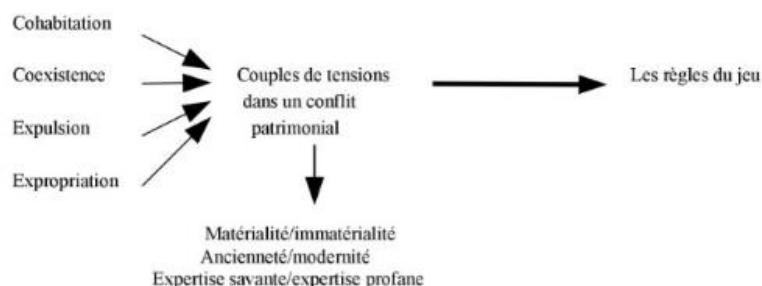 Cohabitation
Coexistence
Expulsion
Expropriation
Couples de tensions
dans un conflit
patrimonial
Les règles du jeu
Matérialité/immatérialité
Ancienneté/modernité
Expertise savante/expertise profane